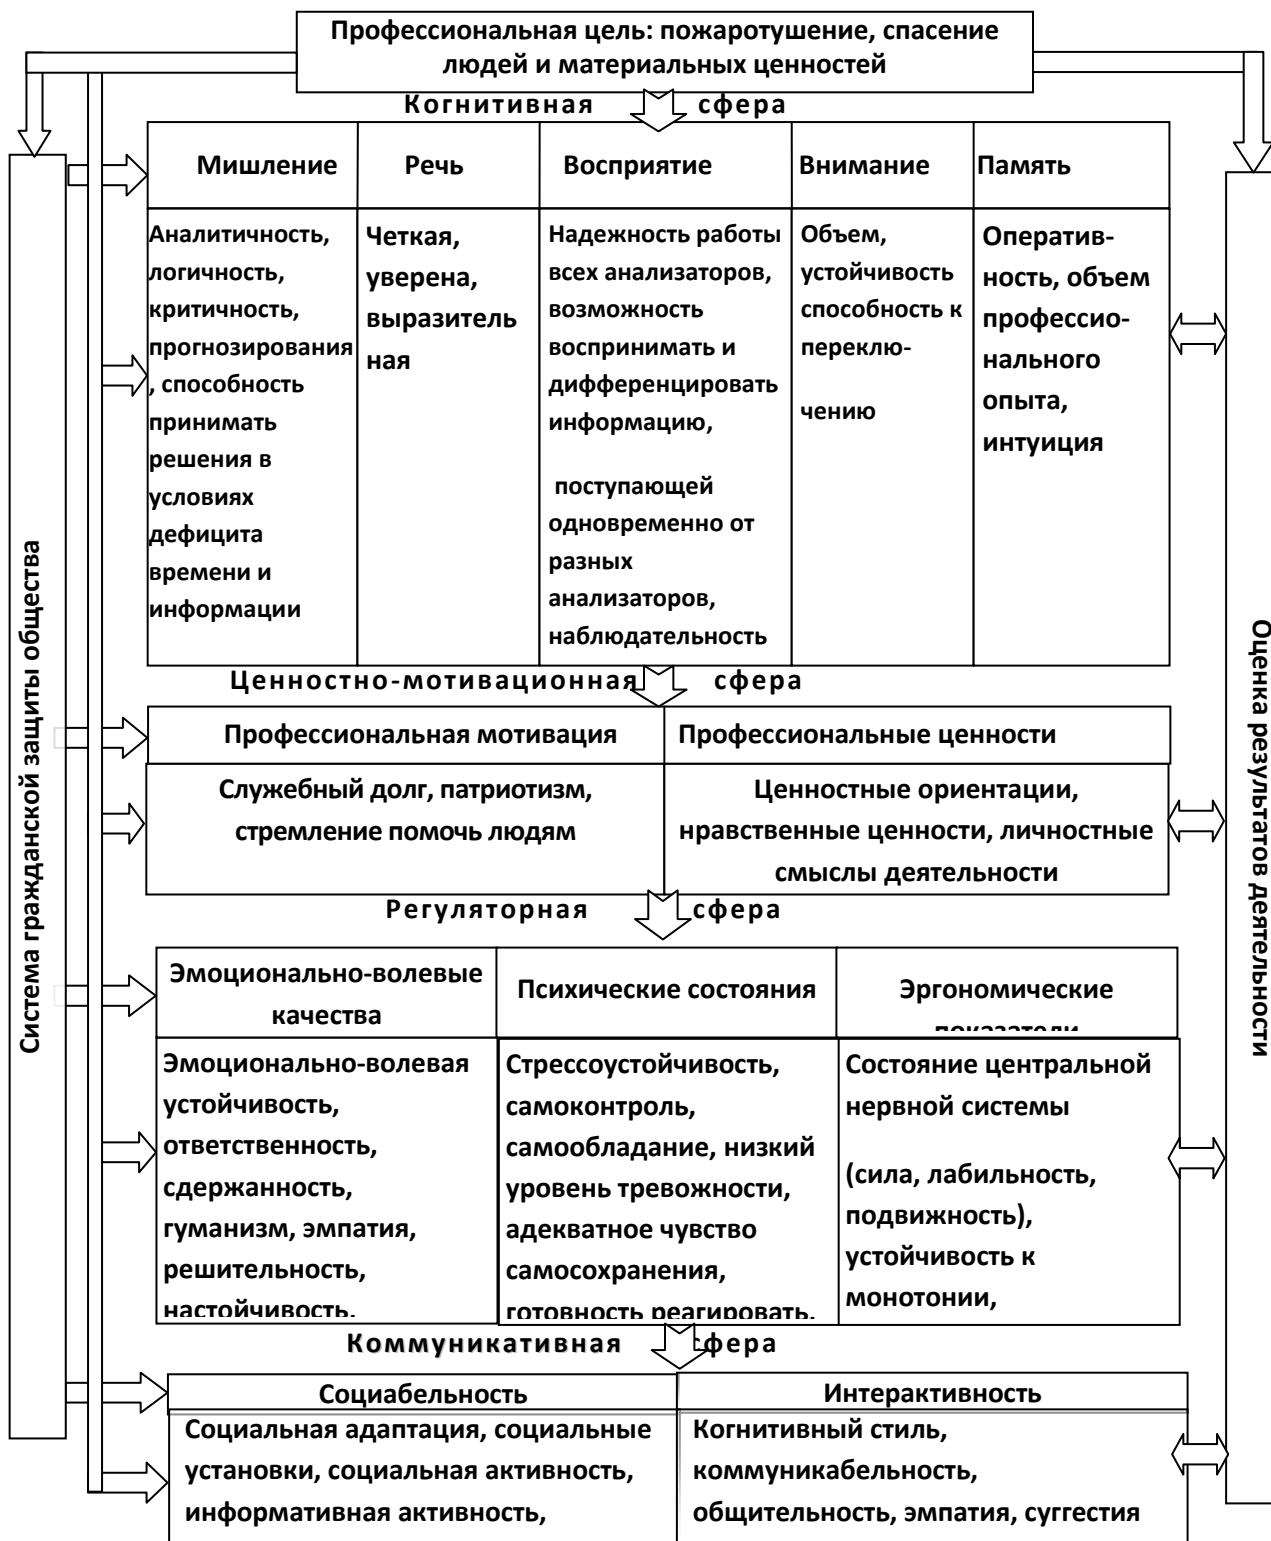 Профессиональная цель: пожаротушение, спасение
людей и материальных ценностей
Когнитивная сфера
Мишление
Речь
Восприятие
Внимание
Память
Аналитичность,
логичность,
критичность,
прогнозирования
, способность
принимать
решения в
условиях
дефицита
времени и
информации
Четкая,
уверена,
выразитель
ная
Надежность работы
всех анализаторов,
возможность
воспринимать и
дифференцировать
информацию,
поступающей
одновременно от
разных
анализаторов,
наблюдательность
Объем,
устойчивость
способность к
переклю-
чению
Оператив-
ность, объем
професcио-
нального
опыта,
интуиция
Ценностно-мотивационная сфера
Профессиональная мотивация
Профессиональные ценности
Служебный долг, патриотизм,
стремление помочь людям
Ценностные ориентации,
нравственные ценности, личностные
смыслы деятельности
Регуляторная сфера
Эмоционально-волевые
качества
Психические состояния
Эргономические
показатели
Эмоционально-волевая
устойчивость,
ответственность,
сдержанность,
гуманизм, эмпатия,
решительность,
настойчивость.
Стрессоустойчивость,
самоконтроль,
самообладание, низкий
уровень тревожности,
адекватное чувство
самосохранения,
готовность реагировать.
Состояние центральной
нервной системы
(сила, лабильность,
подвижность),
устойчивость к
монотонии,
Коммуникативная сфера
Социабельность
Интерактивность
Социальная адаптация, социальные
установки, социальная активность,
информативная активность,
Когнитивный стиль,
коммуникабельность,
общительность, эмпатия, суггестия
Система гражданской защиты общества
Оценка результатов деятельности